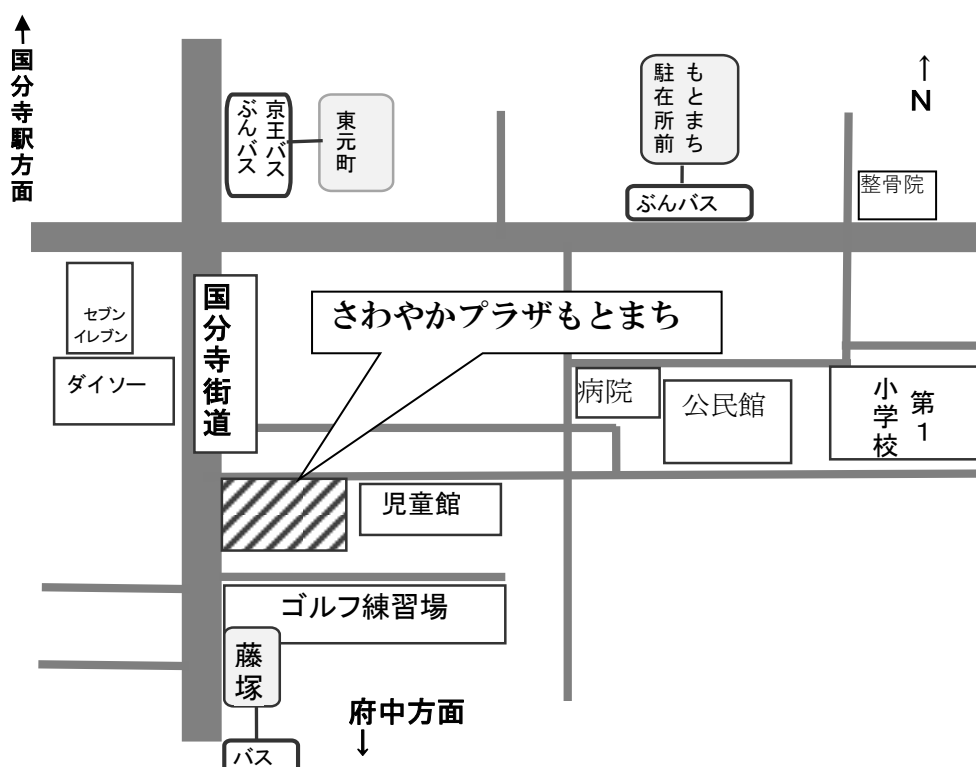 ↑
国分寺駅方面
京王バス
ぶんバス
東元町
もとまち
駐在所前
ぶんバス
↑
N
整骨院
セブン
イレブン
ダイソー
国分寺街道
さわやかプラザもとまち
病院
公民館
第1
小学校
児童館
ゴルフ練習場
藤塚
バス
府中方面
↓